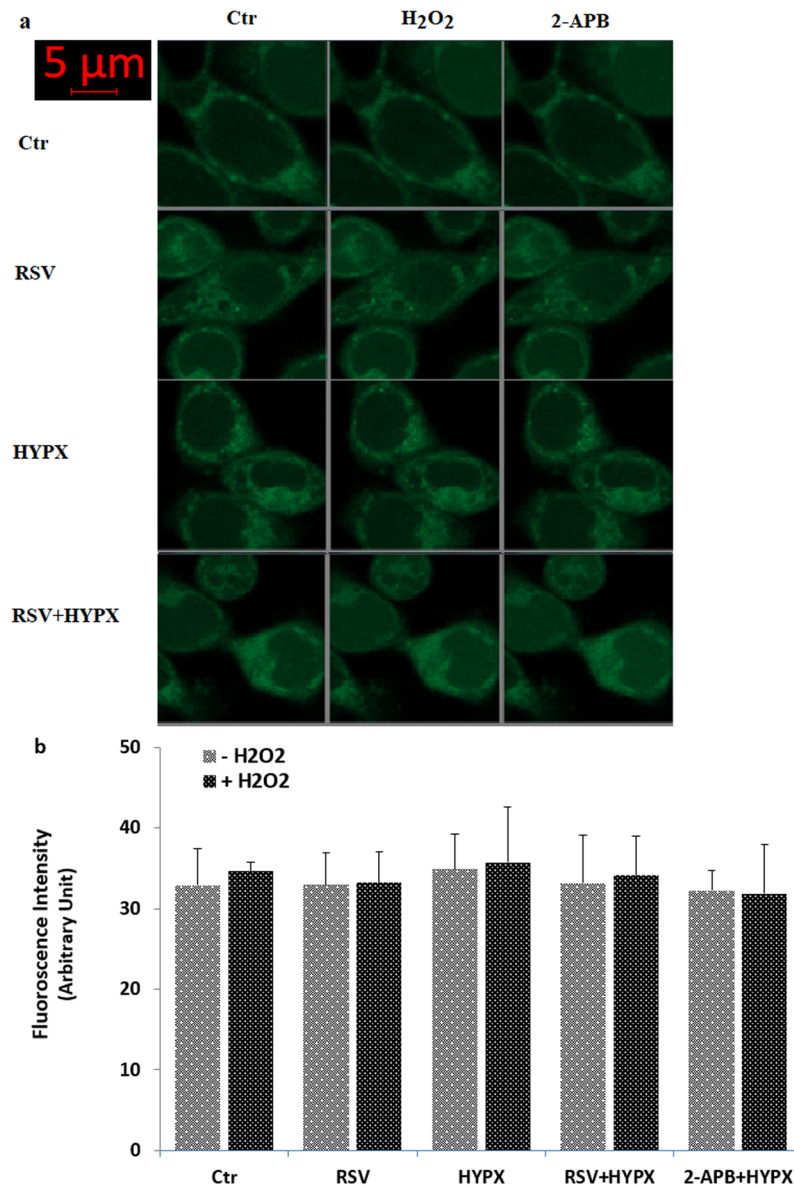 a
Ctr H2O2 2-APB
5 µm
Ctr
RSV
HYPX
RSV+HYPX
b
50
40
30
20
10
0
- H2O2
+ H2O2
Fluoroscence Intensity
(Arbitrary Unit)
Ctr RSV HYPX RSV+HYPX 2-APB+HYPX